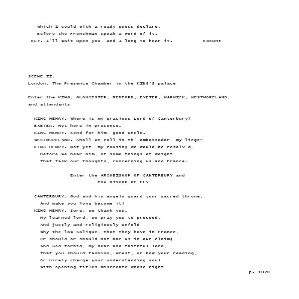 Which I could with a ready guess declare,
Before the Frenchman speak a word of it.
ELY. I'll wait upon you, and I long to hear it. EXEUNT
SCENE II.
London. The Presence Chamber in the KING'S palace
Enter the KING, GLOUCESTER, BEDFORD, EXETER, WARWICK, WESTMORELAND,
and attendants
KING HENRY. Where is my gracious Lord of Canterbury?
EXETER. Not here in presence.
KING HENRY. Send for him, good uncle.
WESTMORELAND. Shall we call in th' ambassador, my liege?
KING HENRY. Not yet, my cousin; we would be resolv'd,
Before we hear him, of some things of weight
That task our thoughts, concerning us and France.
Enter the ARCHBISHOP OF CANTERBURY and
the BISHOP OF ELY
CANTERBURY. God and his angels guard your sacred throne,
And make you long become it!
KING HENRY. Sure, we thank you.
My learned lord, we pray you to proceed,
And justly and religiously unfold
Why the law Salique, that they have in France,
Or should or should not bar us in our claim;
And God forbid, my dear and faithful lord,
That you should fashion, wrest, or bow your reading,
Or nicely charge your understanding soul
With opening titles miscreate whose right